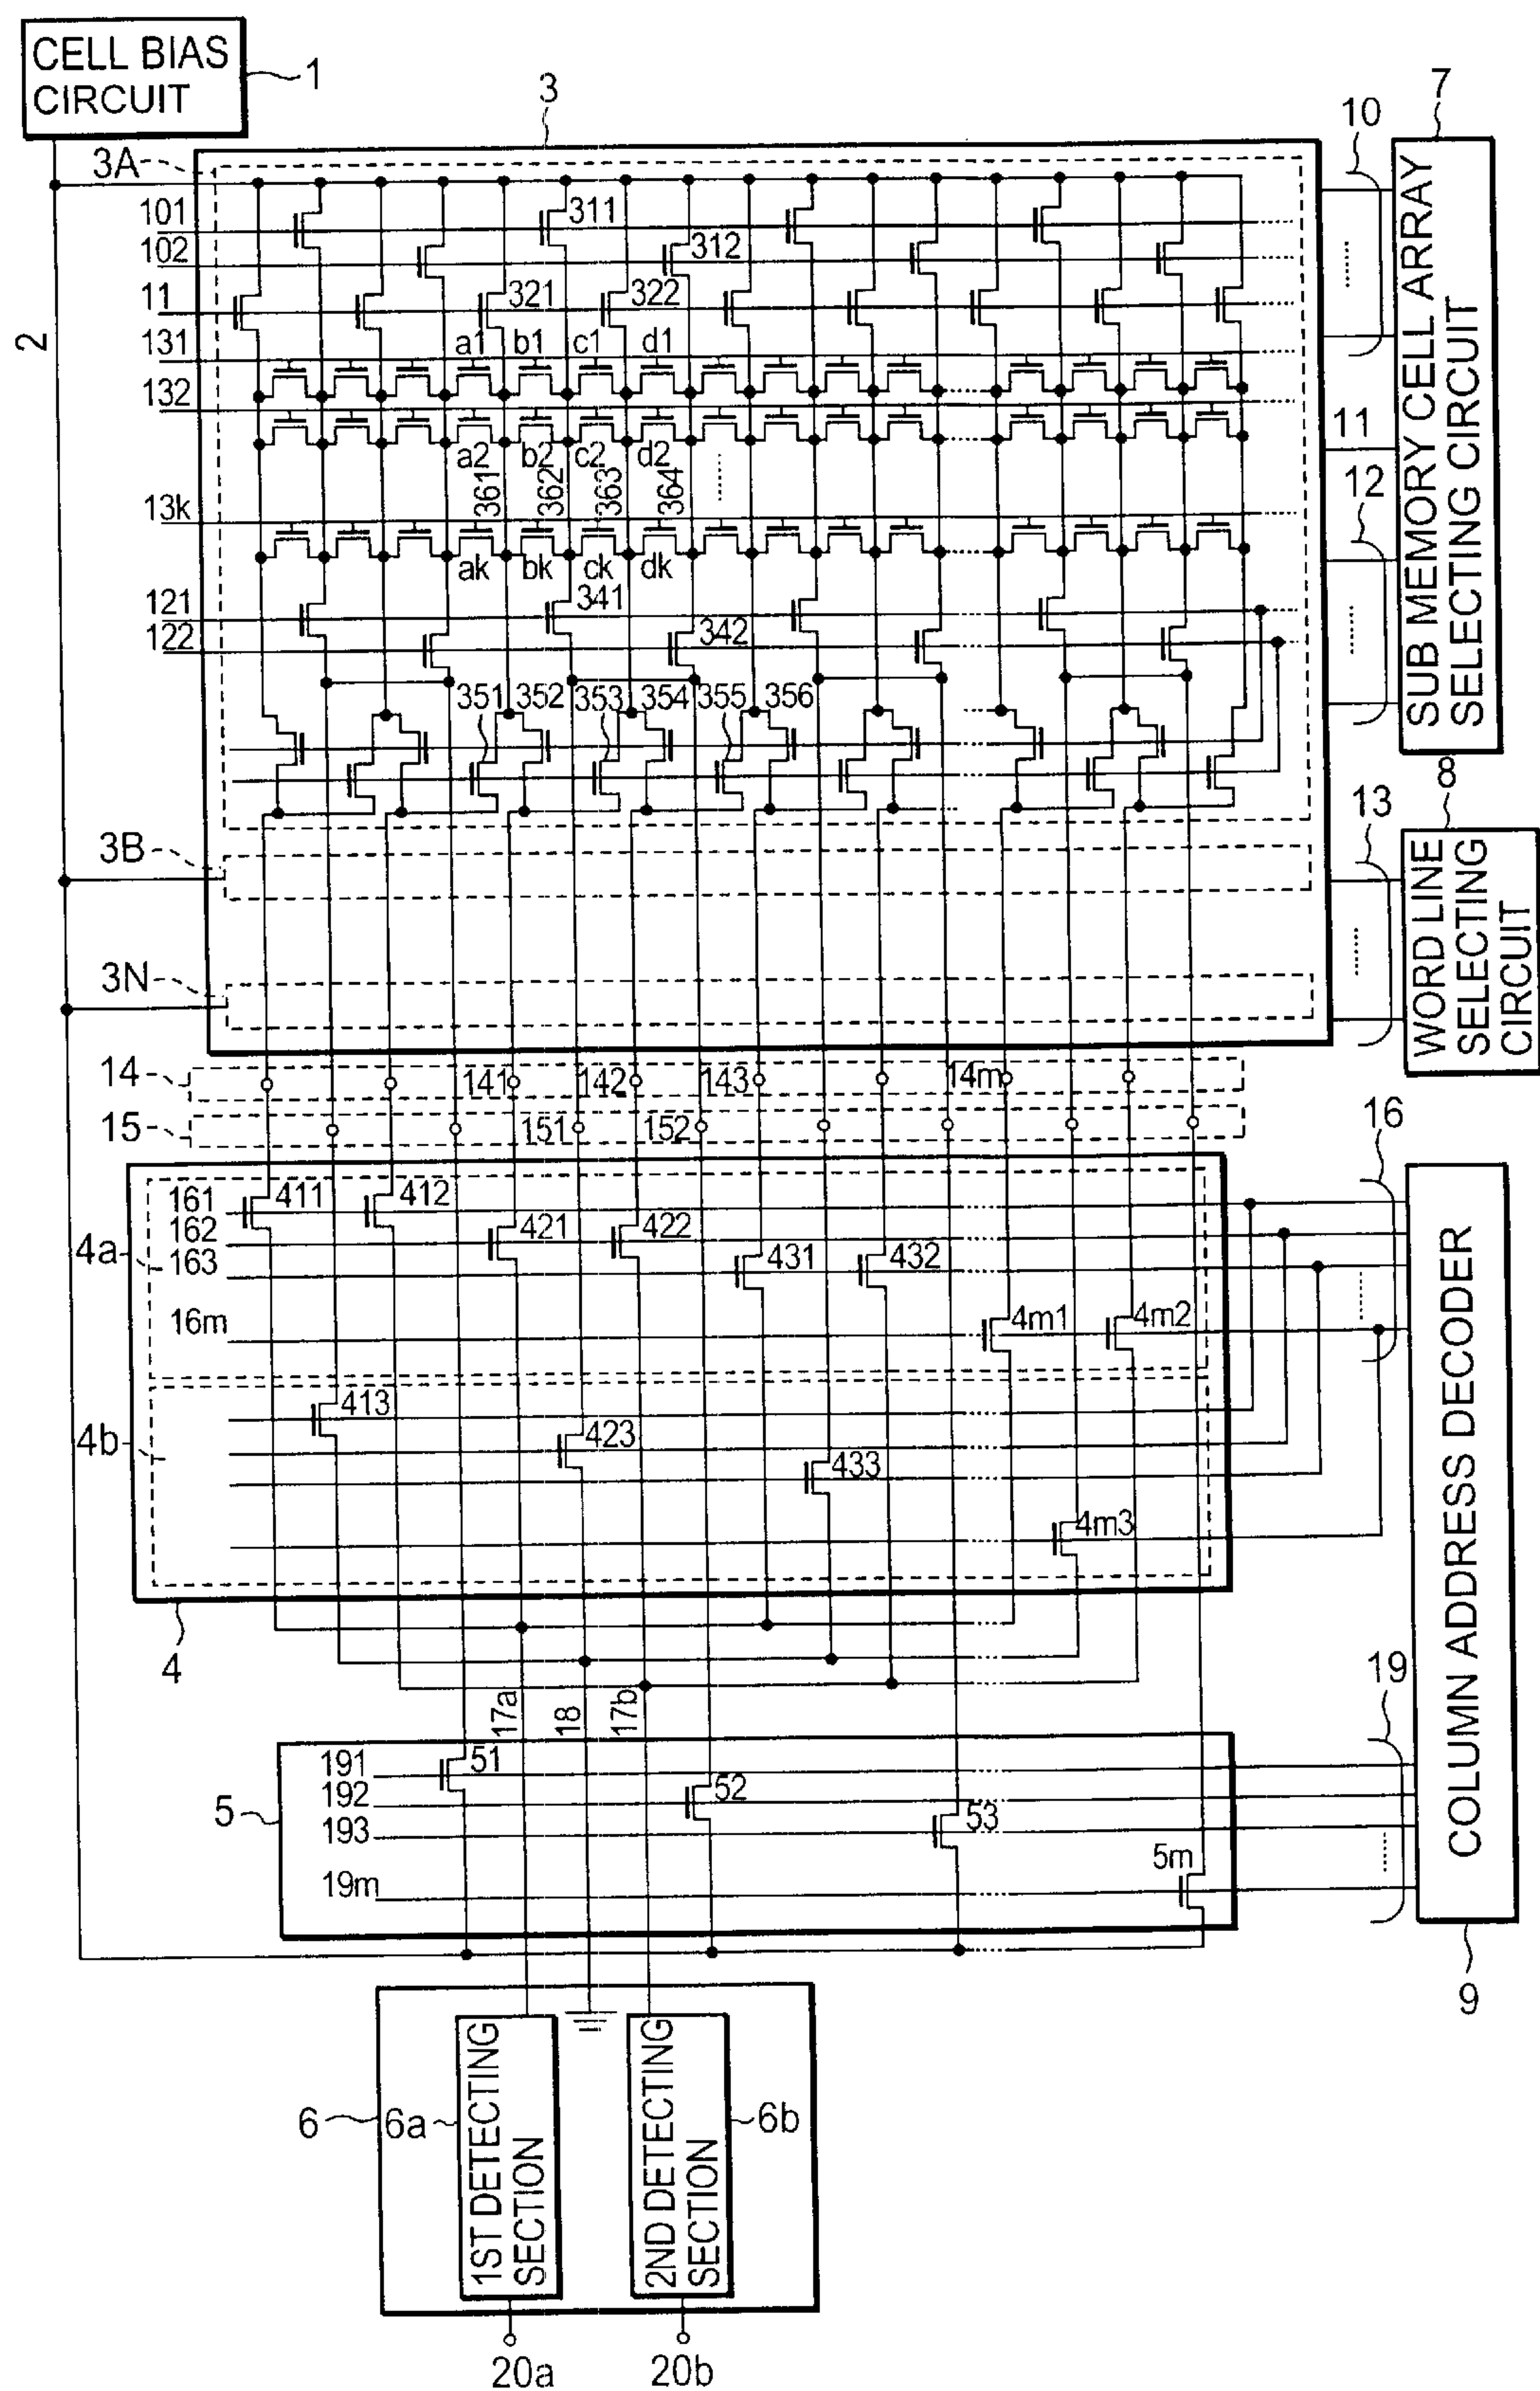 CELL BIAS
CIRCUIT
1
2
3
3A
101
102
11
131
132
13k
121
122
311
312
321
322
a1
b1
c1
d1
a2
b2
c2
d2
361
362
363
364
ak
bk
ck
dk
341
342
351
352
353
354
355
356
3B
3N
10
11
12
7
SUB MEMORY CELL ARRAY
SELECTING CIRCUIT
8
13
WORD LINE
SELECTING
CIRCUIT
14
141
142
143
14m
15
151
152
16
161
162
163
16m
4a
4b
411
412
421
422
431
432
4m1
4m2
413
423
433
4m3
4
17a
18
17b
COLUMN ADDRESS DECODER
9
19
5
191
192
193
19m
51
52
53
5m
6
6a
1ST DETECTING
SECTION
2ND DETECTING
SECTION
6b
20a
20b